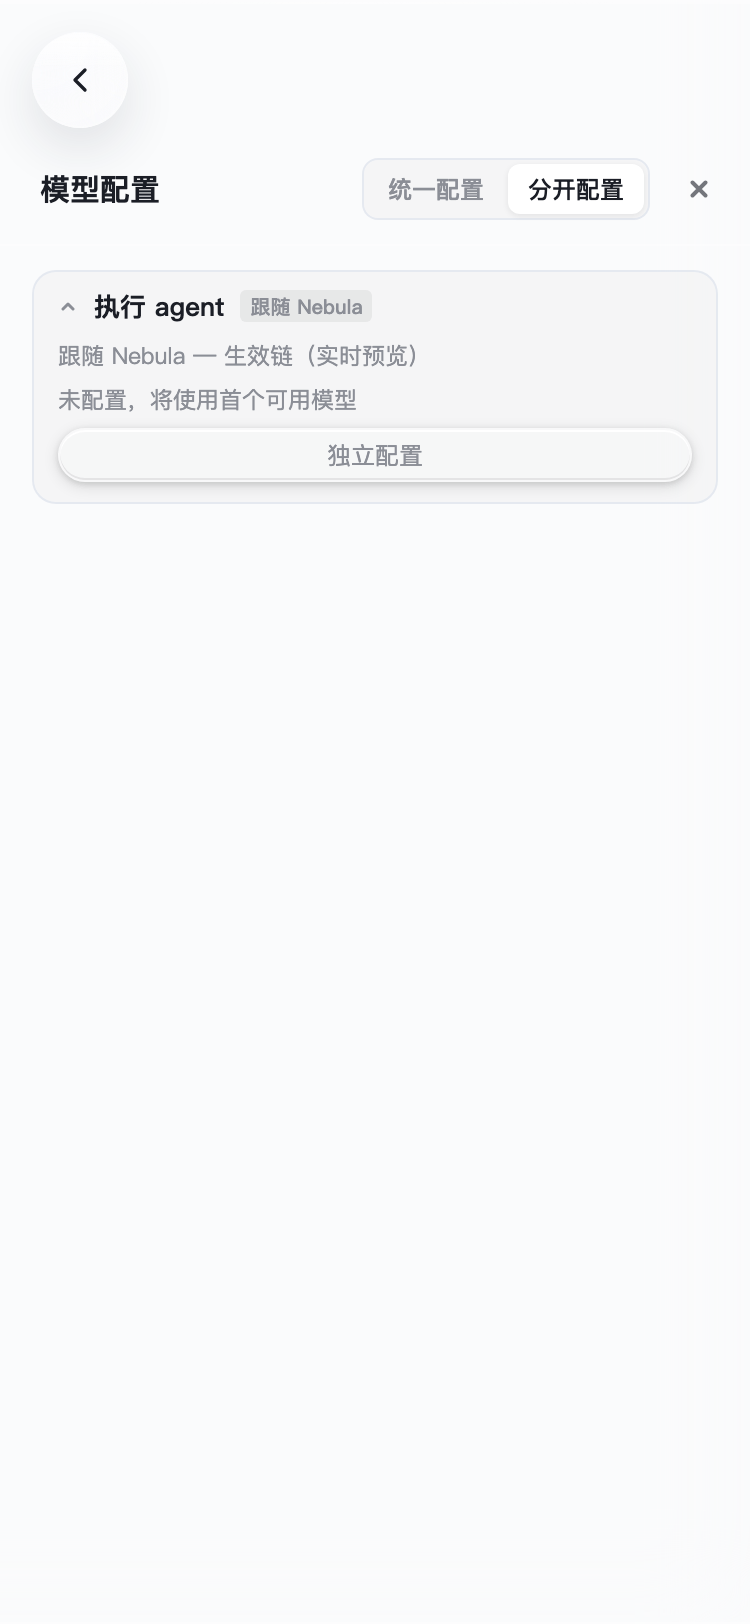 模型配置
统一配置
分开配置
执行 agent
跟随 Nebula
跟随 Nebula — 生效链（实时预览）
未配置，将使用首个可用模型
独立配置